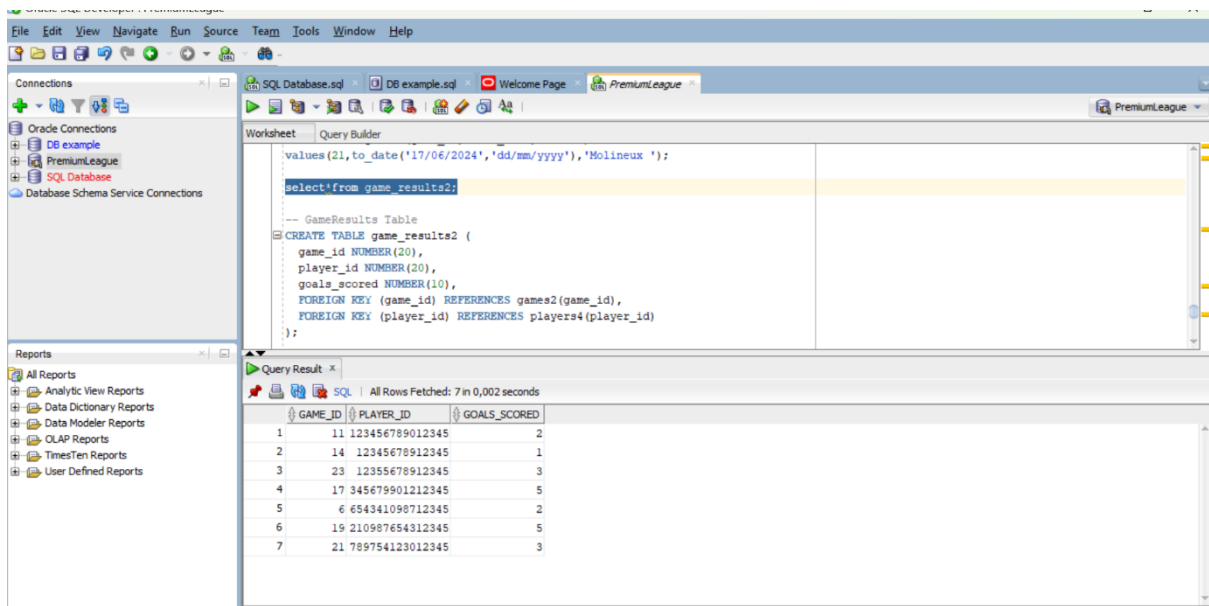 File Edit View Navigate Run Source Team Tools Window Help
Connections
SQL Database.sql DB example.sql Welcome Page PremiumLeague
PremiumLeague
Oracle Connections
DB example
PremiumLeague
SQL Database
Database Schema Service Connections
Worksheet Query Builder
values(21,to_date('17/06/2024','dd/mm/yyyy'),'Molineux ');
select*from game_results2;
-- GameResults Table
CREATE TABLE game_results2 (
game_id NUMBER(20),
player_id NUMBER(20),
goals_scored NUMBER(10),
FOREIGN KEY (game_id) REFERENCES games2(game_id),
FOREIGN KEY (player_id) REFERENCES players4(player_id)
);
Reports
All Reports
Analytic View Reports
Data Dictionary Reports
Data Modeler Reports
OLAP Reports
TimesTen Reports
User Defined Reports
Query Result
SQL | All Rows Fetched: 7 in 0,002 seconds
GAME_ID PLAYER_ID GOALS_SCORED
1 11 123456789012345 2
2 14 12345678912345 1
3 23 12355678912345 3
4 17 345679901212345 5
5 6 654341098712345 2
6 19 210987654312345 5
7 21 789754123012345 3